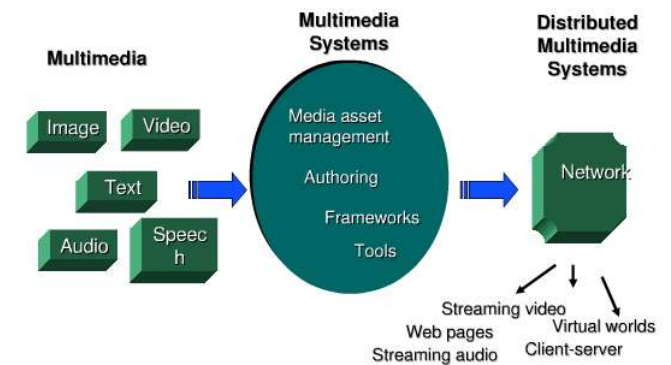 Multimedia
Image
Video
Text
Audio
Speec
h
Multimedia
Systems
Media asset
management
Authoring
Frameworks
Tools
Distributed
Multimedia
Systems
Network
Streaming video
Web pages
Streaming audio
Virtual worlds
Client-server